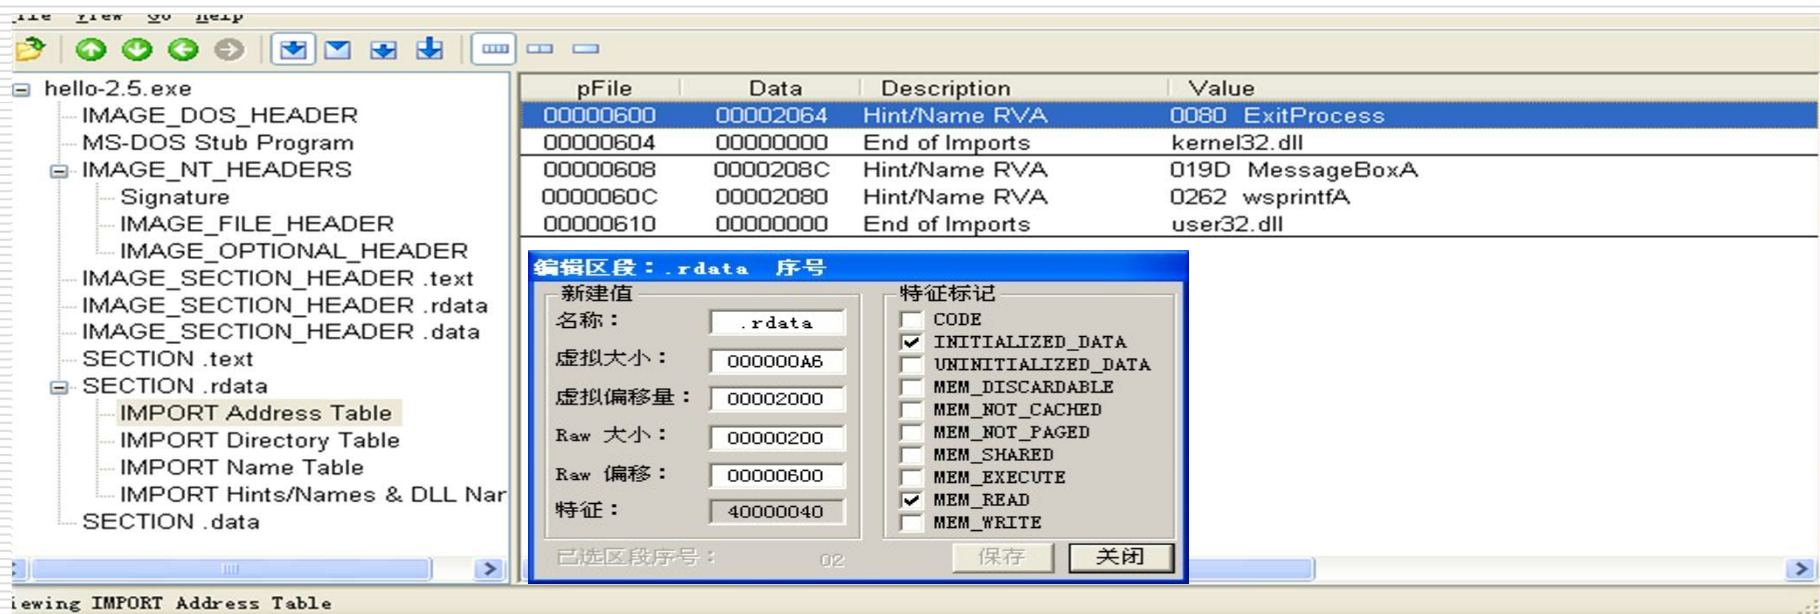 File View Go Help
hello-2.5.exe
IMAGE_DOS_HEADER
MS-DOS Stub Program
IMAGE_NT_HEADERS
Signature
IMAGE_FILE_HEADER
IMAGE_OPTIONAL_HEADER
IMAGE_SECTION_HEADER .text
IMAGE_SECTION_HEADER .rdata
IMAGE_SECTION_HEADER .data
SECTION .text
SECTION .rdata
IMPORT Address Table
IMPORT Directory Table
IMPORT Name Table
IMPORT Hints/Names & DLL Nar
SECTION .data
pFile Data Description Value
00000600 00002064 Hint/Name RVA 0080 ExitProcess
00000604 00000000 End of Imports kernel32.dll
00000608 0000208C Hint/Name RVA 019D MessageBoxA
0000060C 00002080 Hint/Name RVA 0262 wsprintfA
00000610 00000000 End of Imports user32.dll
编辑区段：.rdata 序号
新建值
名称： .rdata
虚拟大小： 000000A6
虚拟偏移量： 00002000
Raw 大小： 00000200
Raw 偏移： 00000600
特征： 40000040
特征标记
CODE
INITIALIZED_DATA
UNINITIALIZED_DATA
MEM_DISCARDABLE
MEM_NOT_CACHED
MEM_NOT_PAGED
MEM_SHARED
MEM_EXECUTE
MEM_READ
MEM_WRITE
已选区段序号： 02
保存 关闭
iewing IMPORT Address Table